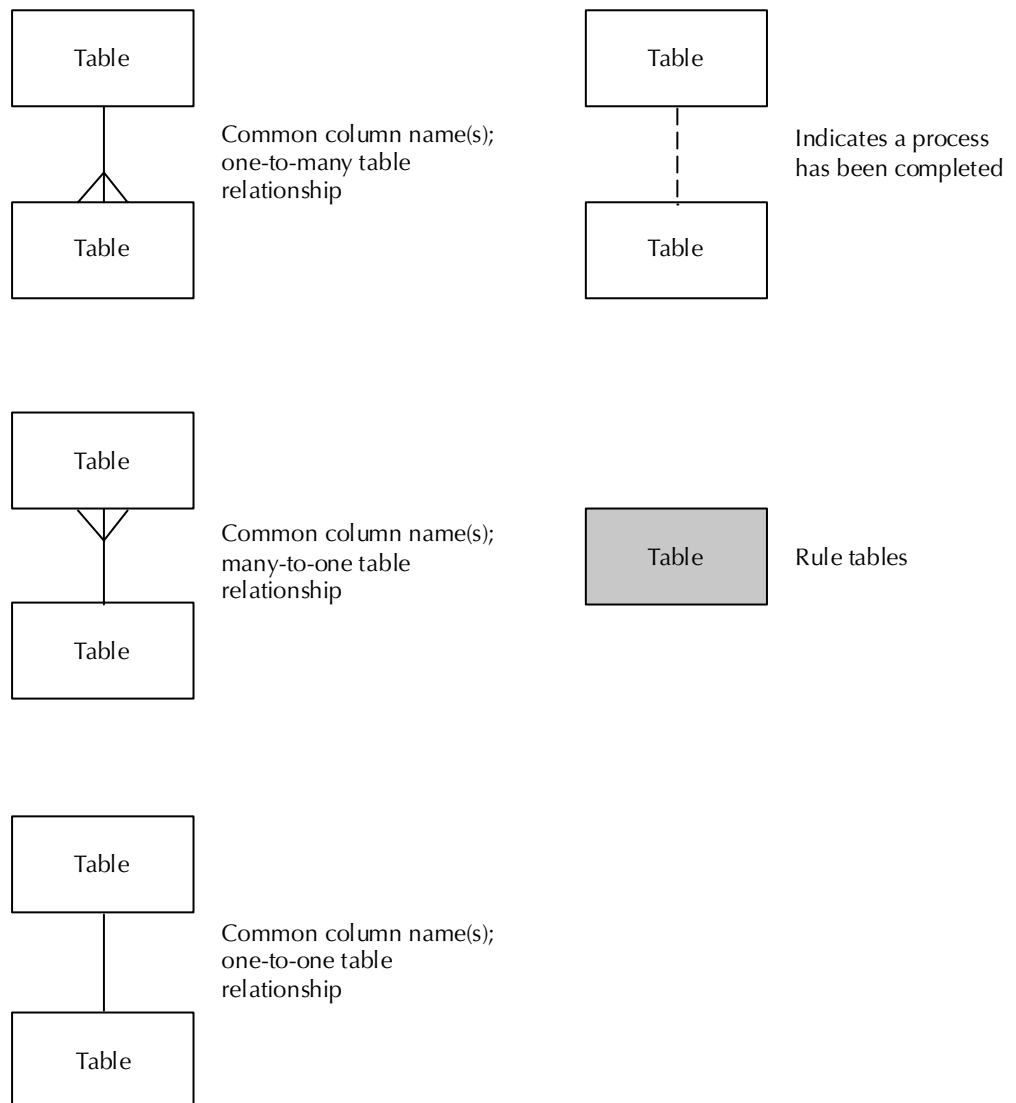 Table
Common column name(s);
one-to-many table
relationship
Table
Table
Indicates a process
has been completed
Table
Table
Common column name(s);
many-to-one table
relationship
Table
Table
Rule tables
Table
Common column name(s);
one-to-one table
relationship
Table